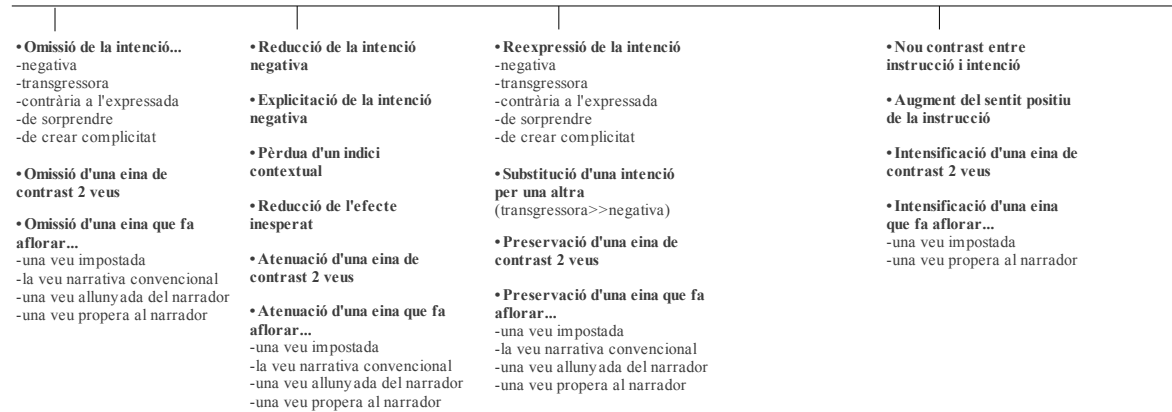 • Omissió de la intenció...
-negativa
-transgressora
-contrària a l'expressada
-de sorprendre
-de crear complicitat
• Omissió d'una eina de
contrast 2 veus
• Omissió d'una eina que fa
aflorar...
-una veu impostada
-la veu narrativa convencional
-una veu allunyada del narrador
-una veu propera al narrador
• Reducció de la intenció
negativa
• Explicitació de la intenció
negativa
• Pèrdua d'un indici
contextual
• Reducció de l'efecte
inesperat
• Atenuació d'una eina de
contrast 2 veus
• Atenuació d'una eina que fa
aflorar...
-una veu impostada
-la veu narrativa convencional
-una veu allunyada del narrador
-una veu propera al narrador
• Reexpressió de la intenció
-negativa
-transgressora
-contrària a l'expressada
-de sorprendre
-de crear complicitat
• Substitució d'una intenció
per una altra
(transgressora>>negativa)
• Preservació d'una eina de
contrast 2 veus
• Preservació d'una eina que fa
aflorar...
-una veu impostada
-la veu narrativa convencional
-una veu allunyada del narrador
-una veu propera al narrador
• Nou contrast entre
instrucció i intenció
• Augment del sentit positiu
de la instrucció
• Intensificació d'una eina de
contrast 2 veus
• Intensificació d'una eina
que fa aflorar...
-una veu impostada
-una veu propera al narrador